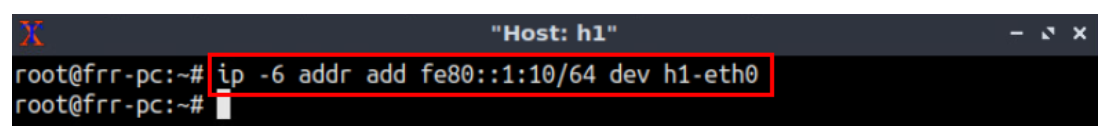 "Host: h1"
root@frr-pc:~# ip -6 addr add fe80::1:10/64 dev h1-eth0
root@frr-pc:~#